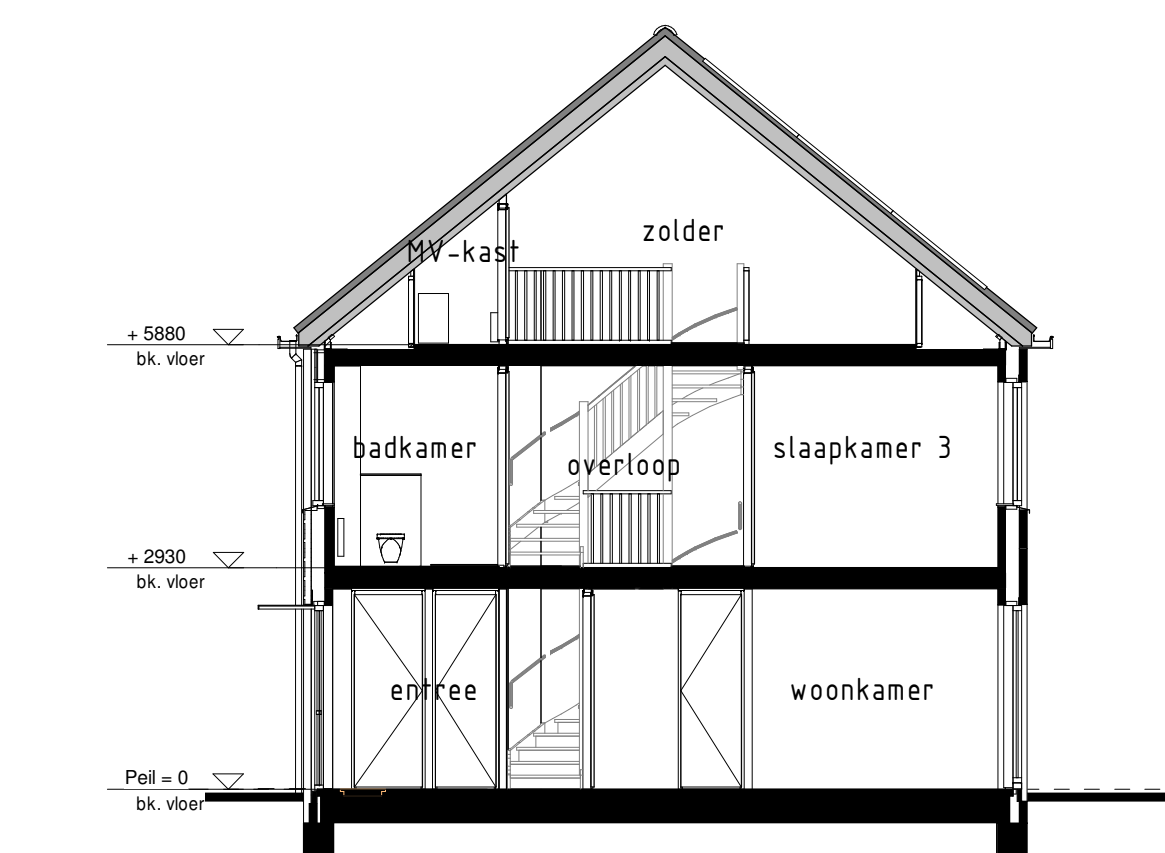 zolder
MV-kast
+ 5880
bk. vloer
badkamer
overloop
slaapkamer 3
+ 2930
bk. vloer
entree
woonkamer
Peil = 0
bk. vloer